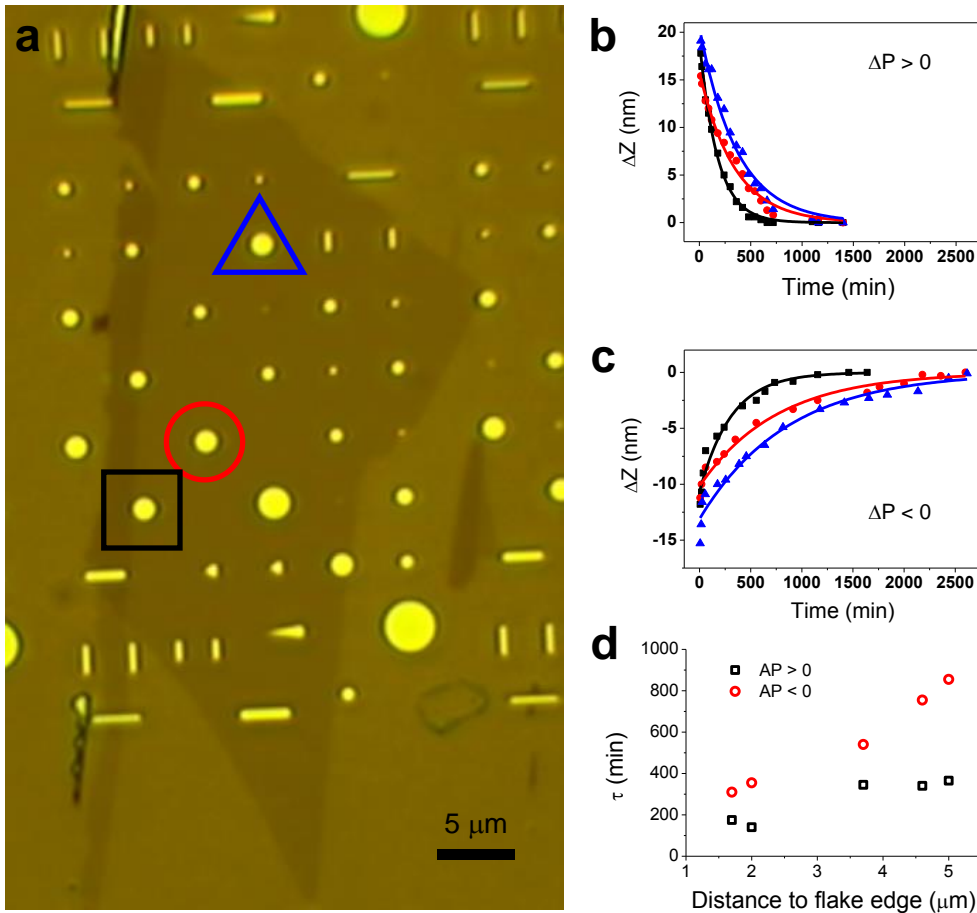 a
5 μm
b
ΔP > 0
ΔZ (nm)
20
15
10
5
0
0 500 1000 1500 2000 2500
Time (min)
c
ΔP < 0
ΔZ (nm)
0
-5
-10
-15
0 500 1000 1500 2000 2500
Time (min)
d
AP > 0
AP < 0
τ (min)
1000
800
600
400
200
0
1 2 3 4 5
Distance to flake edge (μm)